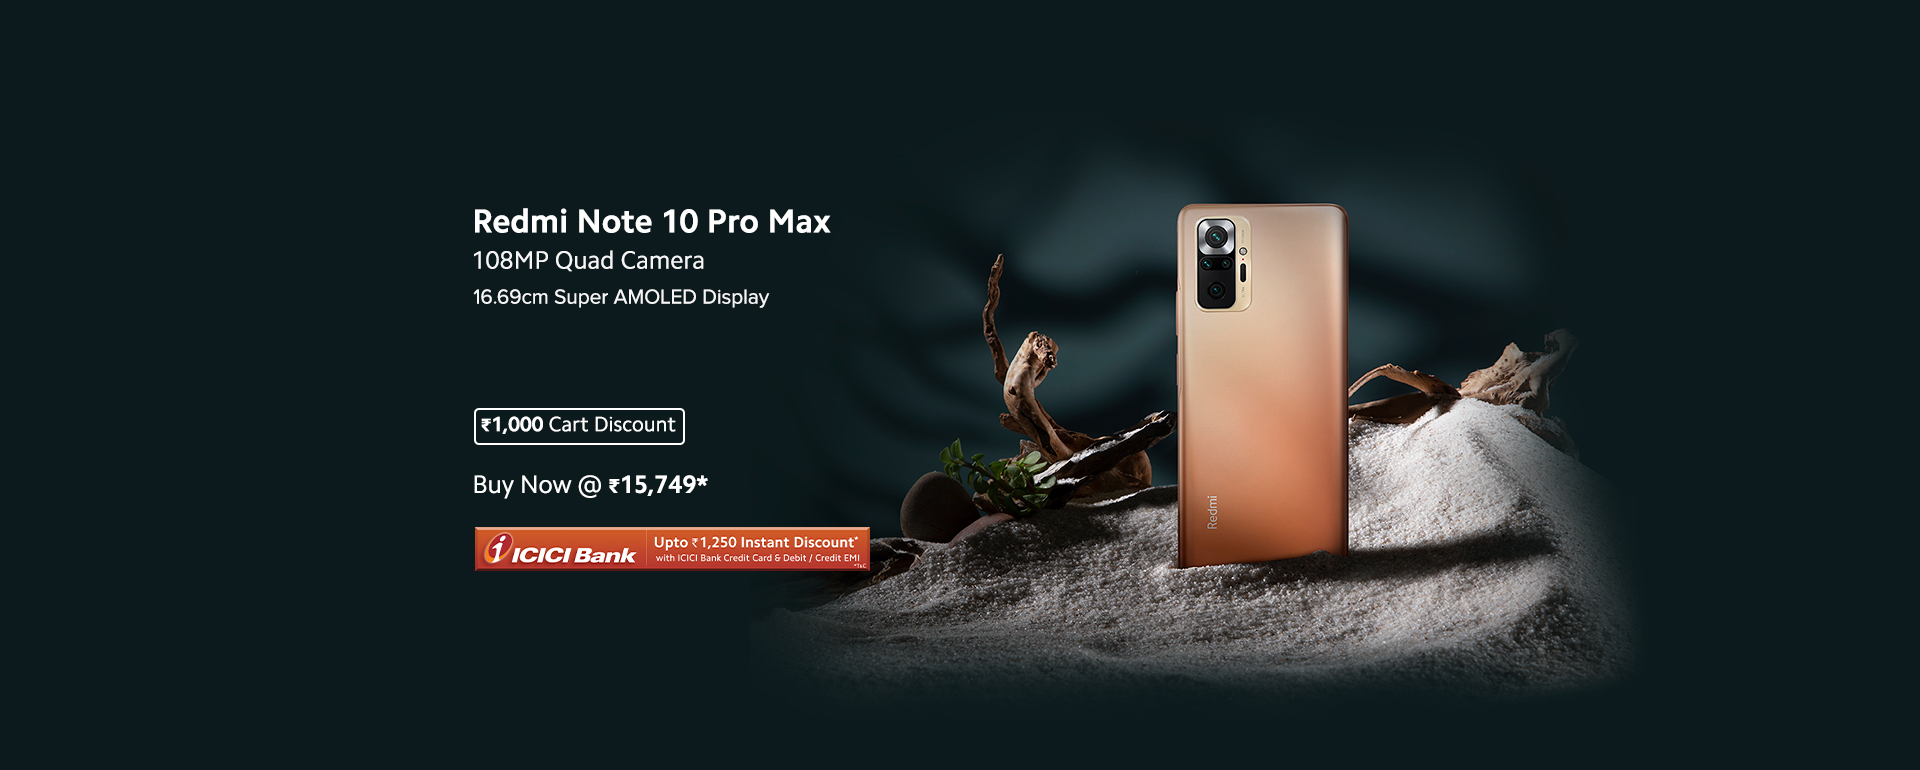 Redmi Note 10 Pro Max
108MP Quad Camera
16.69cm Super AMOLED Display
₹1,000 Cart Discount
Buy Now @ ₹15,749*
ICICI Bank
Upto ₹1,250 Instant Discount*
with ICICI Bank Credit Card & Debit / Credit EMI
*T&C
Redmi